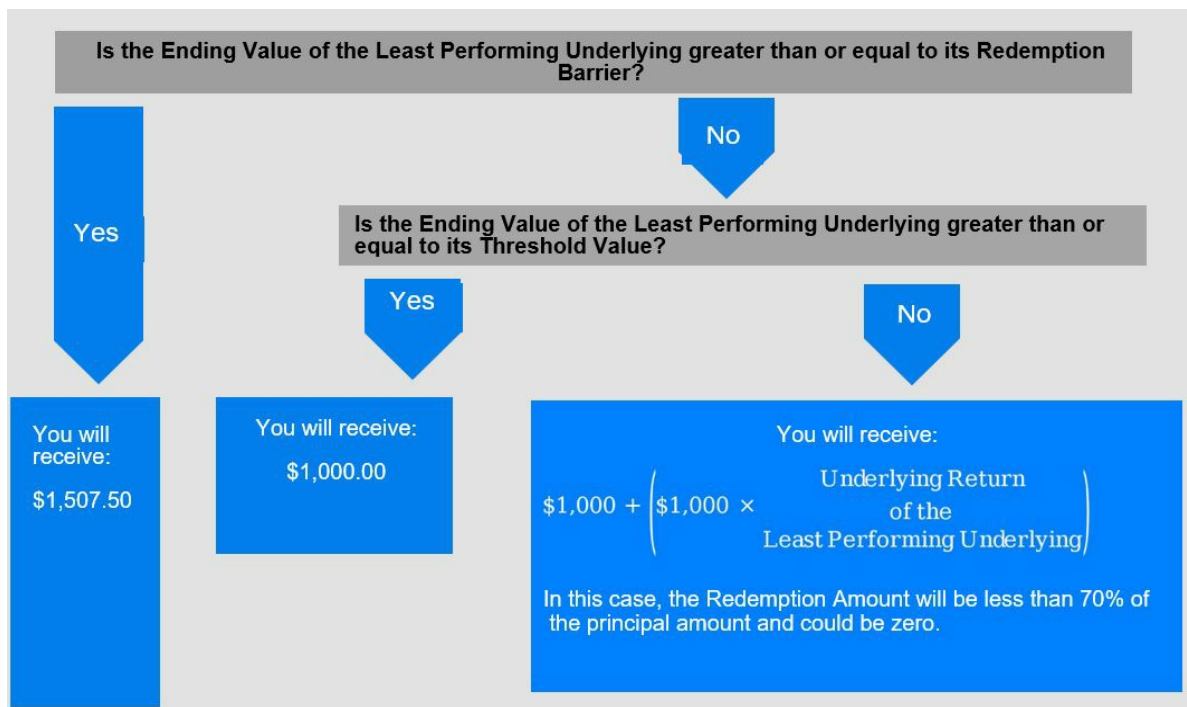 Is the Ending Value of the Least Performing Underlying greater than or equal to its Redemption
Barrier?
Yes
No
Is the Ending Value of the Least Performing Underlying greater than or
equal to its Threshold Value?
Yes
No
You will
receive:
$1,507.50
You will receive:
$1,000.00
You will receive:
$1,000 + ($1,000 × Underlying Return
of the
Least Performing Underlying)
In this case, the Redemption Amount will be less than 70% of
the principal amount and could be zero.